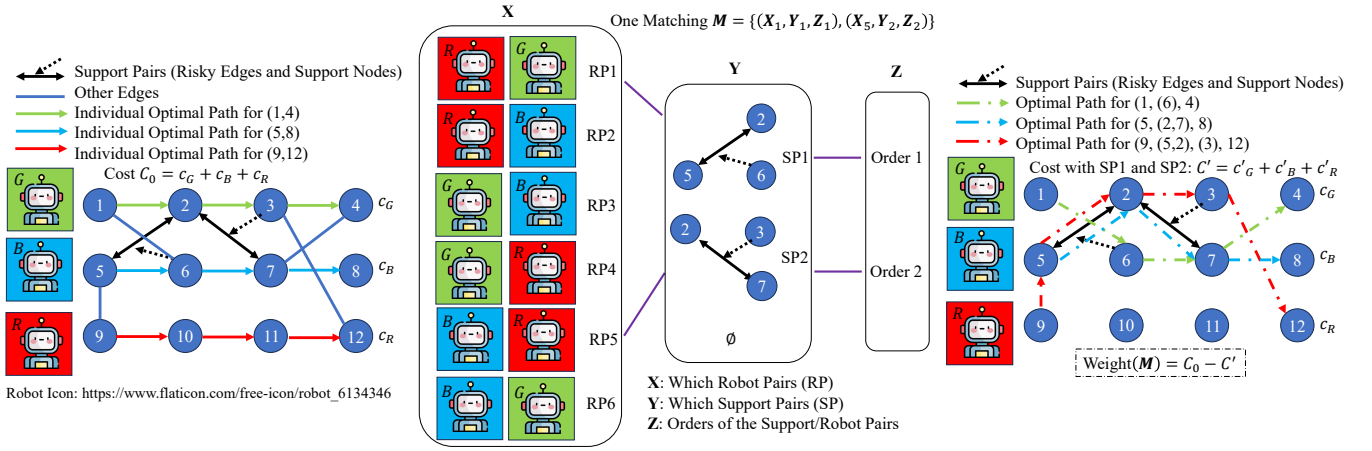 X
One Matching M = {(X₁, Y₁, Z₁), (X₅, Y₂, Z₂)}
Support Pairs (Risky Edges and Support Nodes)
Other Edges
Individual Optimal Path for (1,4)
Individual Optimal Path for (5,8)
Individual Optimal Path for (9,12)
Cost C₀ = c_G + c_B + c_R
G
1
2
3
4
c_G
B
5
6
7
8
c_B
R
9
10
11
12
c_R
Robot Icon: https://www.flaticon.com/free-icon/robot_6134346
R
G
RP1
R
B
RP2
G
B
RP3
G
R
RP4
B
R
RP5
B
G
RP6
Y
2
SP1
5
6
2
3
SP2
7
∅
Z
Order 1
Order 2
X: Which Robot Pairs (RP)
Y: Which Support Pairs (SP)
Z: Orders of the Support/Robot Pairs
Support Pairs (Risky Edges and Support Nodes)
Optimal Path for (1, (6), 4)
Optimal Path for (5, (2,7), 8)
Optimal Path for (9, (5,2), (3), 12)
Cost with SP1 and SP2: C′ = c′_G + c′_B + c′_R
G
1
2
3
4
c_G
B
5
6
7
8
c_B
R
9
10
11
12
c_R
Weight(M) = C₀ − C′